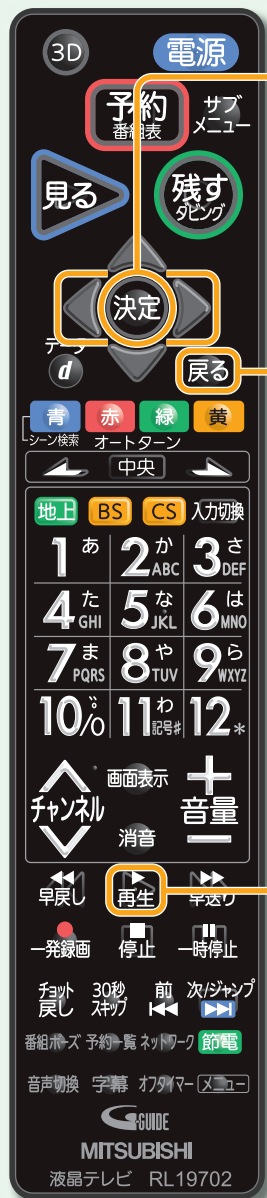 3D
電源
予約
番組表
サブ
メニュー
見る
残す
ダビング
決定
データ
d
戻る
青 赤 緑 黄
シーン検索 オートターン
中央
地上 BS CS 入力切換
1 あ 2 か ABC 3 さ DEF
4 た GHI 5 な JKL 6 は MNO
7 ま PQRS 8 や TUV 9 ら WXYZ
10/0 ゛゜ 11 わ 記号# 12 *
チャンネル 画面表示 + 音量 −
消音
早戻し 再生 早送り
一発録画 停止 一時停止
チョット戻し 30秒スキップ 前 次/ジャンプ
番組ポーズ 予約一覧 ネットワーク 節電
音声切換 字幕 オフタイマー メニュー
G-GUIDE
MITSUBISHI
液晶テレビ RL19702